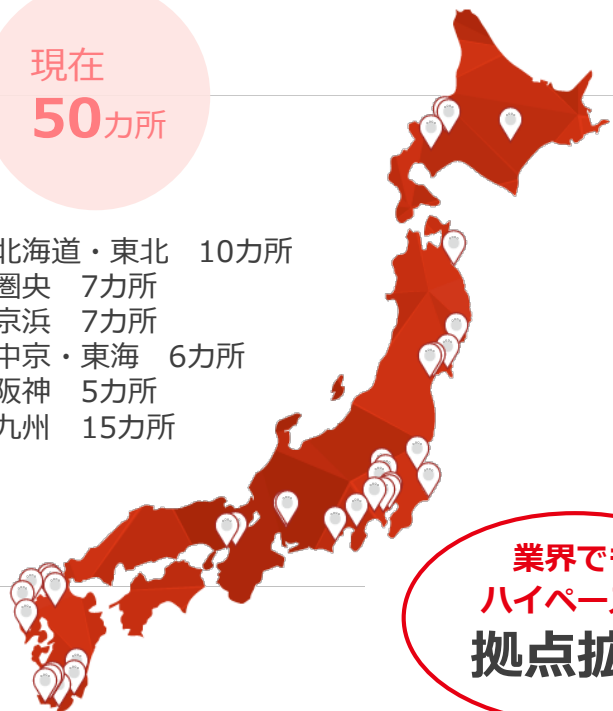 現在
50カ所
北海道・東北　10カ所
圏央　7カ所
京浜　7カ所
中京・東海　6カ所
阪神　5カ所
九州　15カ所
業界で
ハイペー
拠点拡